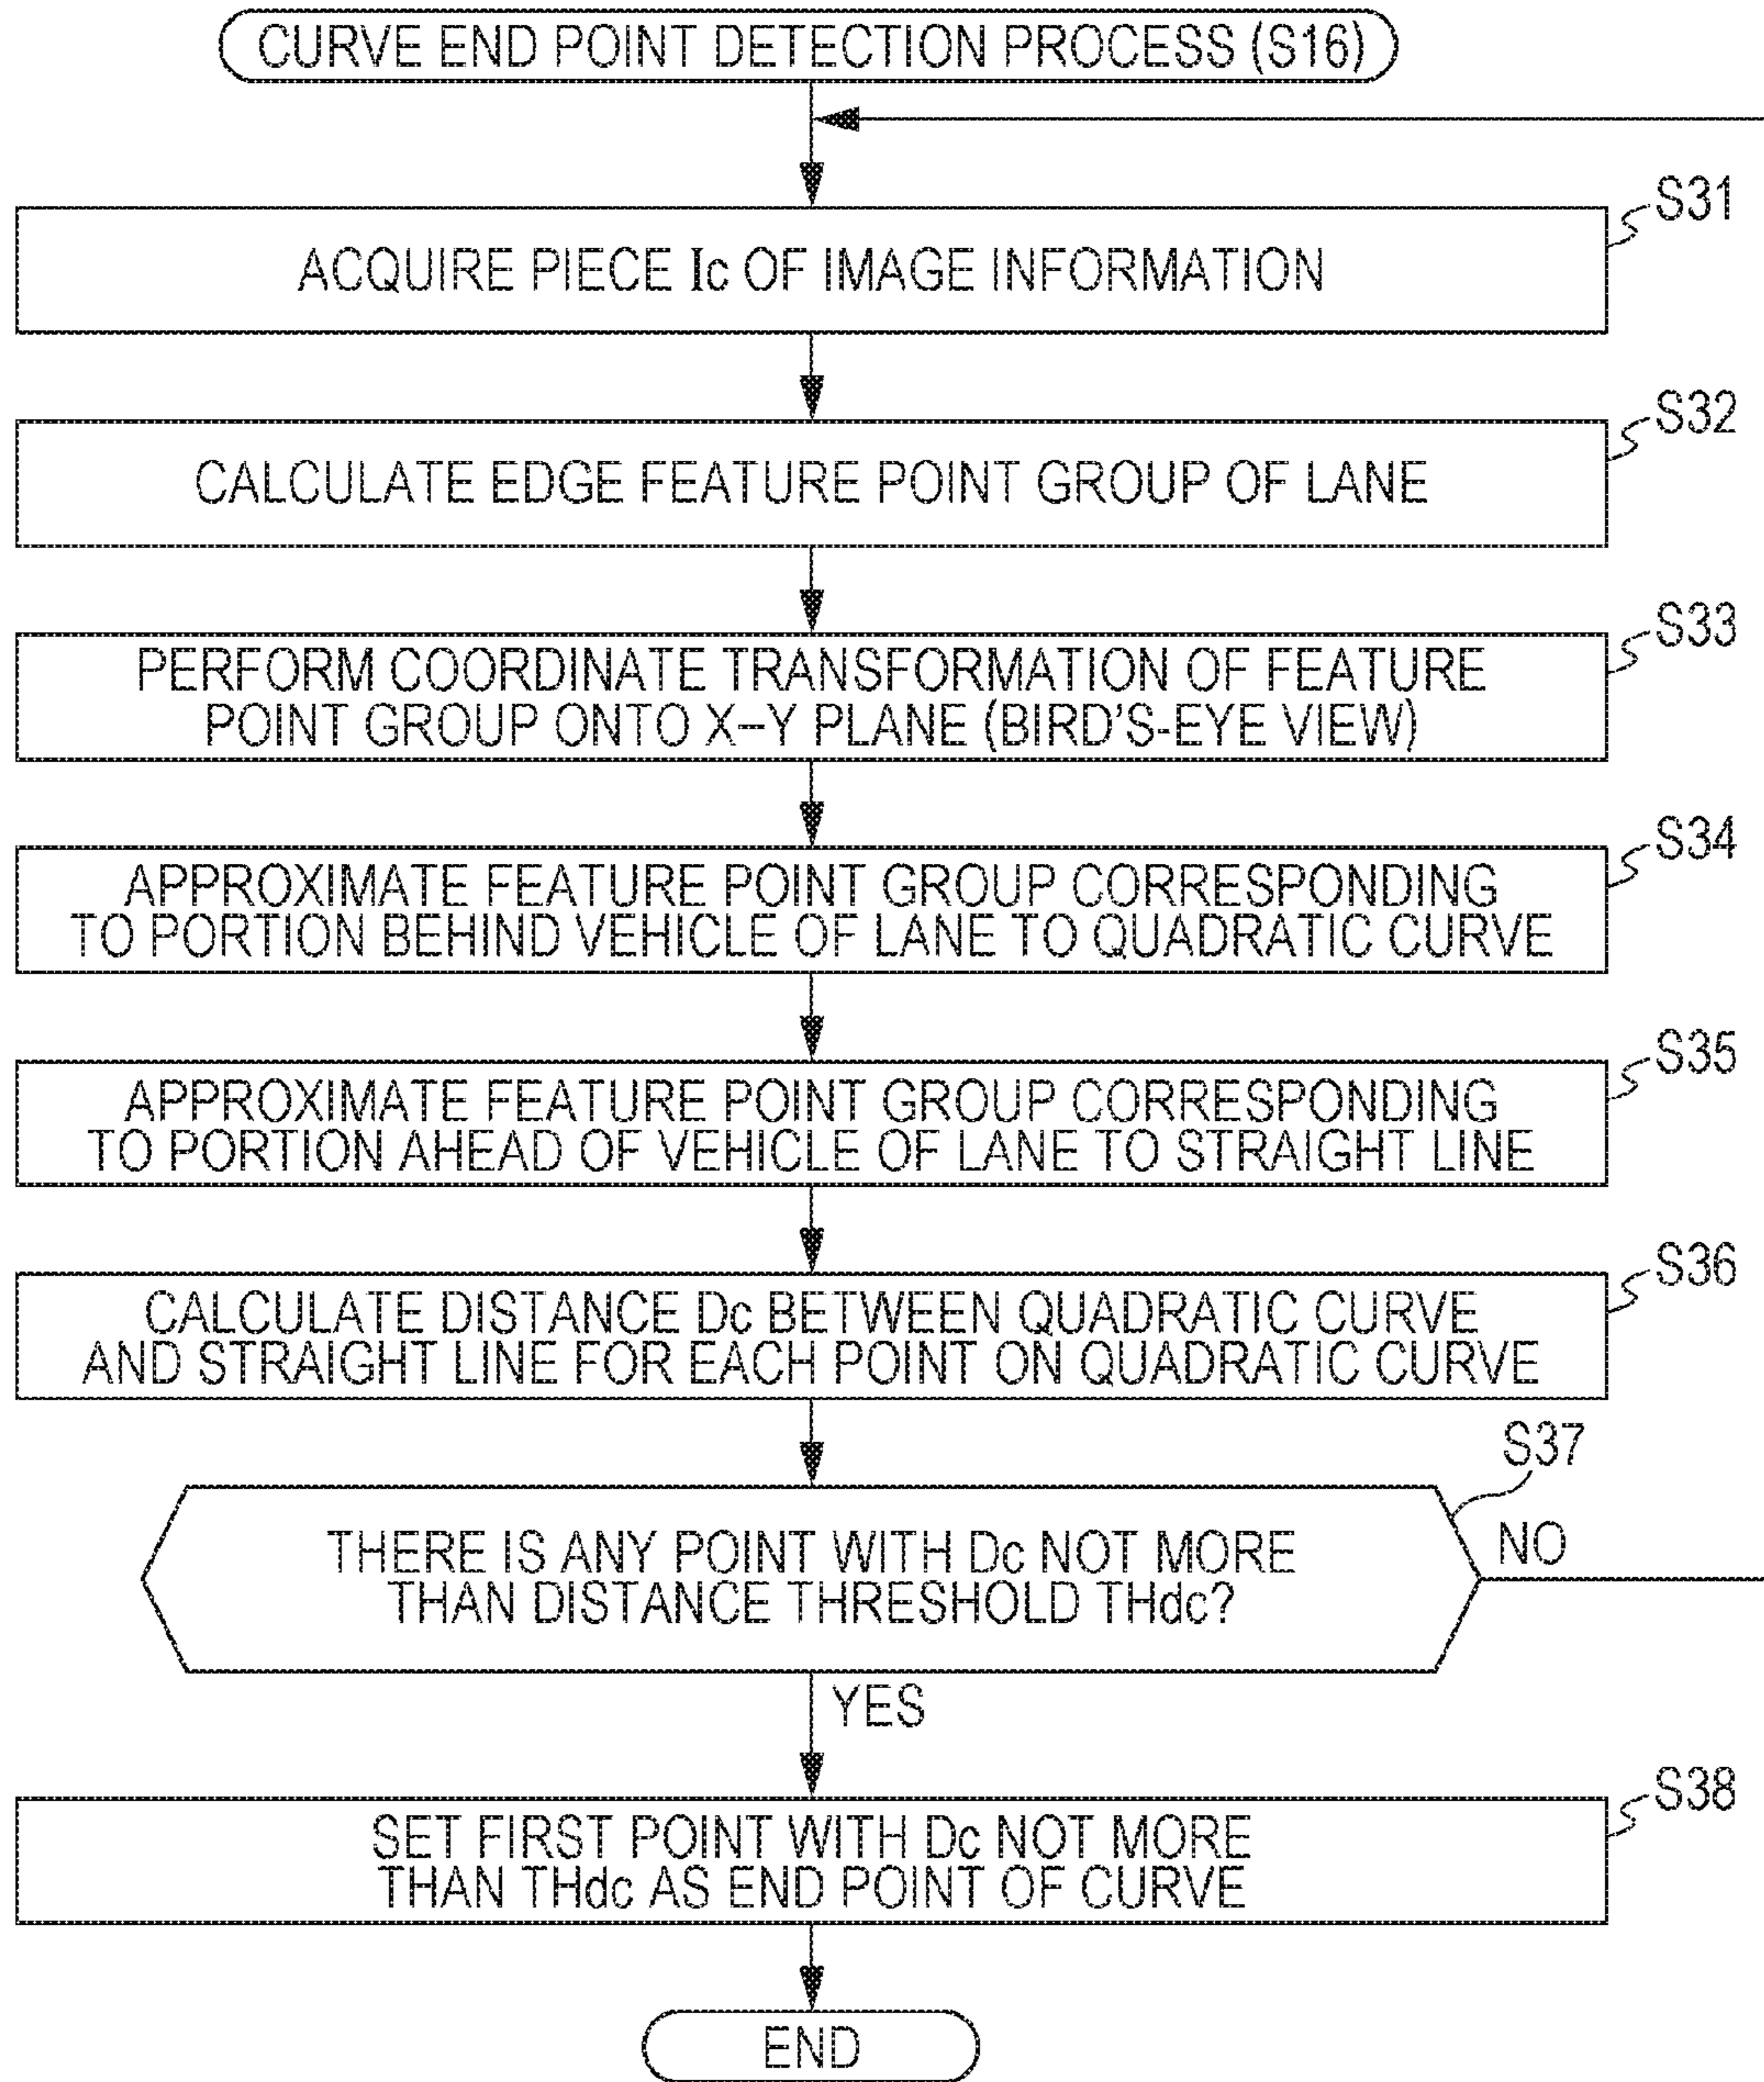 CURVE END POINT DETECTION PROCESS (S16)
S31
ACQUIRE PIECE Ic OF IMAGE INFORMATION
S32
CALCULATE EDGE FEATURE POINT GROUP OF LANE
S33
PERFORM COORDINATE TRANSFORMATION OF FEATURE
POINT GROUP ONTO X–Y PLANE (BIRD'S-EYE VIEW)
S34
APPROXIMATE FEATURE POINT GROUP CORRESPONDING
TO PORTION BEHIND VEHICLE OF LANE TO QUADRATIC CURVE
S35
APPROXIMATE FEATURE POINT GROUP CORRESPONDING
TO PORTION AHEAD OF VEHICLE OF LANE TO STRAIGHT LINE
S36
CALCULATE DISTANCE Dc BETWEEN QUADRATIC CURVE
AND STRAIGHT LINE FOR EACH POINT ON QUADRATIC CURVE
S37
THERE IS ANY POINT WITH Dc NOT MORE
THAN DISTANCE THRESHOLD THdc?
NO
YES
S38
SET FIRST POINT WITH Dc NOT MORE
THAN THdc AS END POINT OF CURVE
END